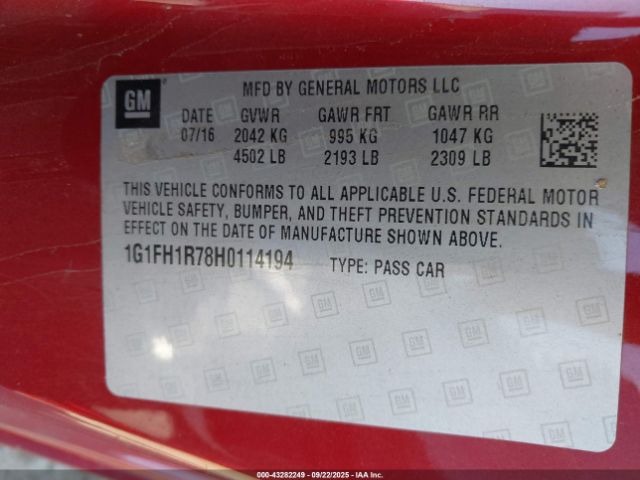 GM
MFD BY GENERAL MOTORS LLC
DATE GVWR GAWR FRT GAWR RR
07/16 2042 KG 995 KG 1047 KG
4502 LB 2193 LB 2309 LB
THIS VEHICLE CONFORMS TO ALL APPLICABLE U.S. FEDERAL MOTOR
VEHICLE SAFETY, BUMPER, AND THEFT PREVENTION STANDARDS IN
EFFECT ON THE DATE OF MANUFACTURE SHOWN ABOVE.
1G1FH1R78H0114194 TYPE: PASS CAR
000-43282249 - 09/22/2025 - IAAI.COM